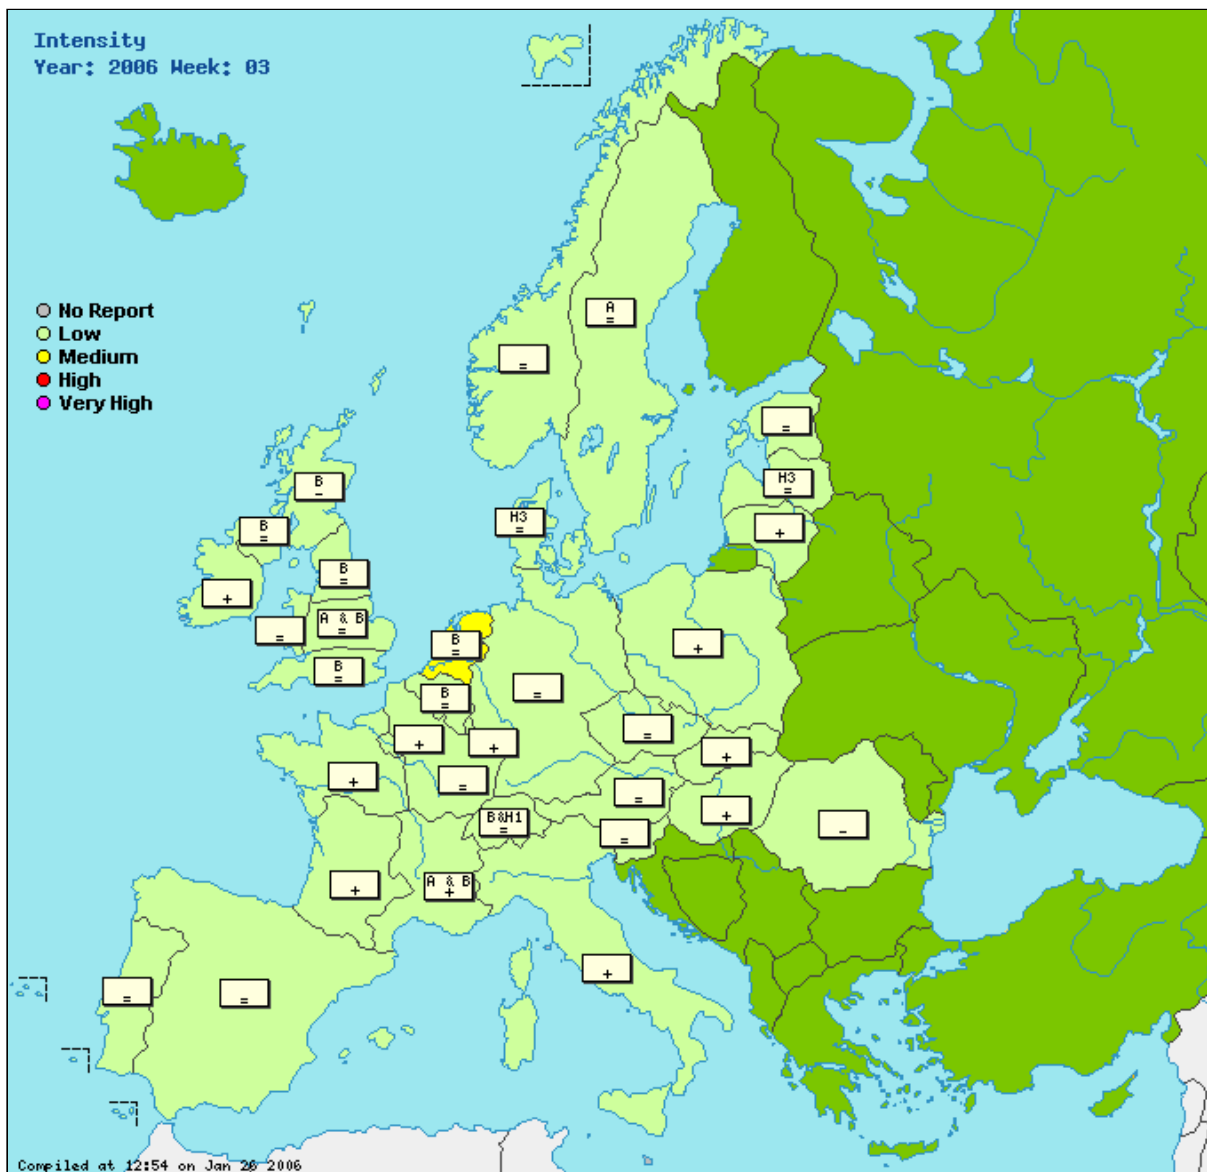 Intensity
Year: 2006 Week: 03
No Report
Low
Medium
High
Very High
A
=
=
=
H3
=
+
B
-
H3
=
B
=
B
=
+
A & B
=
=
B
=
B
=
+
=
B
=
=
+
+
+
+
=
=
+
B&H1
=
=
-
+
A & B
+
+
=
=
Compiled at 12:54 on Jan 26 2006